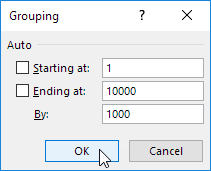 Grouping ?
Auto
Starting at: 1
Ending at: 10000
By: 1000
OK Cancel